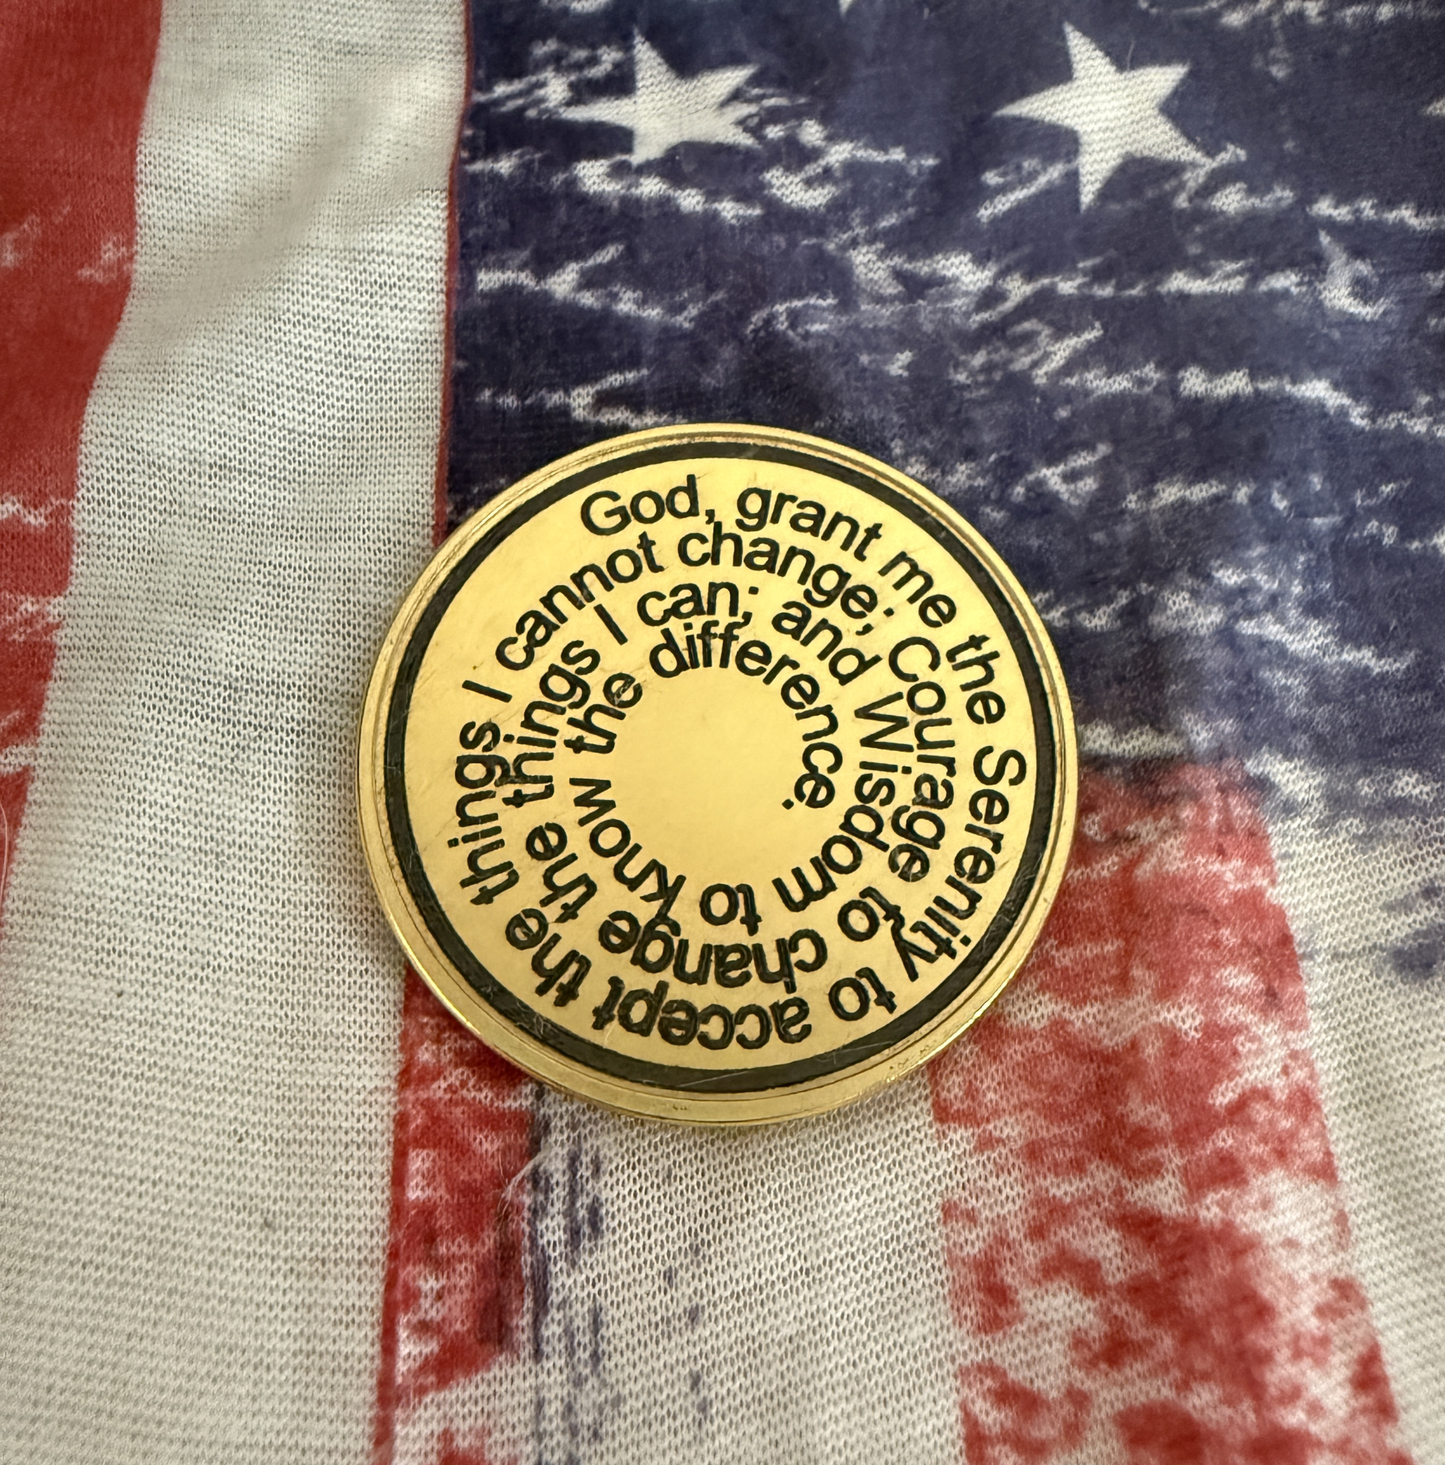 God, grant me the Serenity to accept the things I cannot change; Courage to change the things I can; and Wisdom to know the difference.